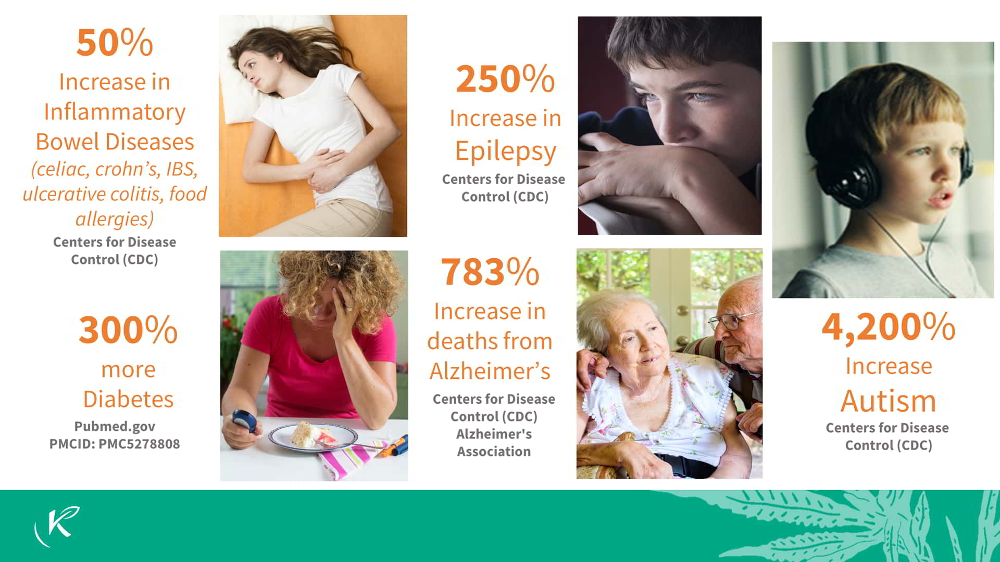 50%
Increase in
Inflammatory
Bowel Diseases
(celiac, crohn’s, IBS,
ulcerative colitis, food
allergies)
Centers for Disease
Control (CDC)
300%
more
Diabetes
Pubmed.gov
PMCID: PMC5278808
250%
Increase in
Epilepsy
Centers for Disease
Control (CDC)
783%
Increase in
deaths from
Alzheimer’s
Centers for Disease
Control (CDC)
Alzheimer's
Association
4,200%
Increase
Autism
Centers for Disease
Control (CDC)
K